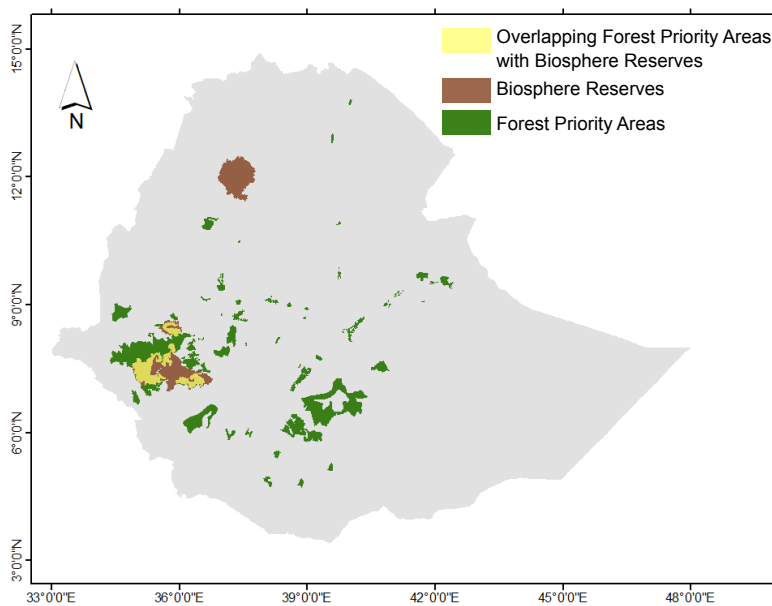 Overlapping Forest Priority Areas
with Biosphere Reserves
Biosphere Reserves
Forest Priority Areas
N
15°0'0"N
12°0'0"N
9°0'0"N
6°0'0"N
3°0'0"N
33°0'0"E 36°0'0"E 39°0'0"E 42°0'0"E 45°0'0"E 48°0'0"E